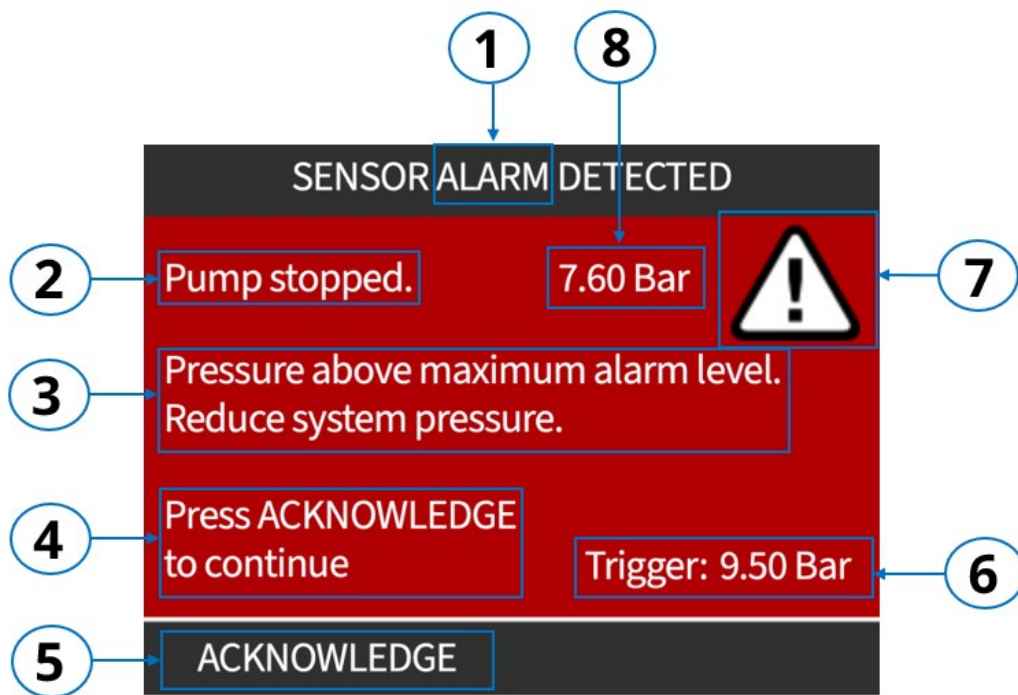 1 8
SENSOR ALARM DETECTED
2 Pump stopped. 7.60 Bar 7
3 Pressure above maximum alarm level.
Reduce system pressure.
4 Press ACKNOWLEDGE
to continue
Trigger: 9.50 Bar 6
5 ACKNOWLEDGE